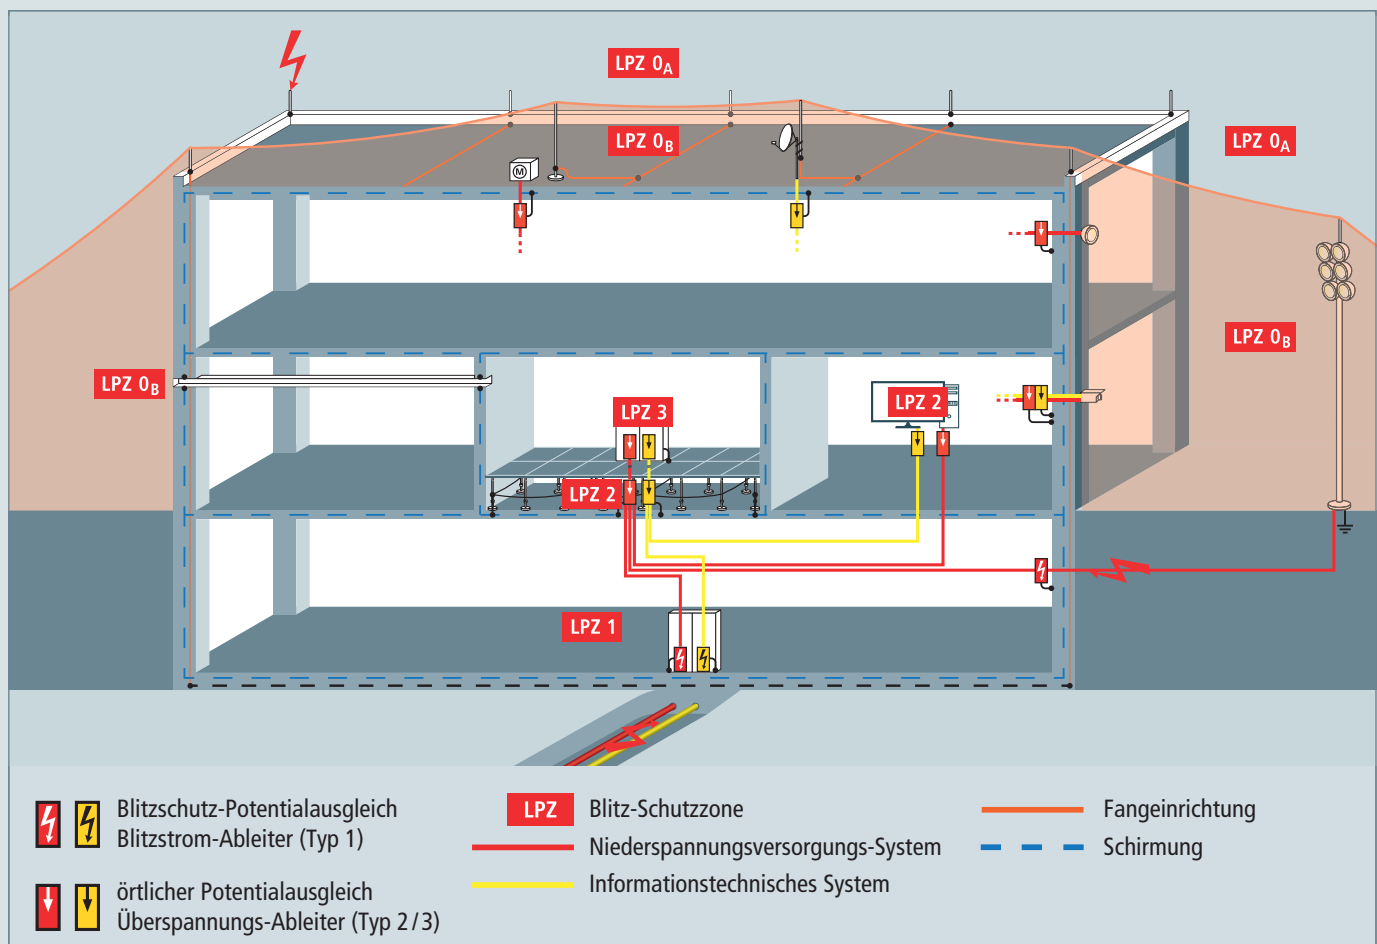 LPZ 0A
LPZ 0B
LPZ 0A
M
LPZ 0B
LPZ 0B
LPZ 2
LPZ 3
LPZ 2
LPZ 1
Blitzschutz-Potentialausgleich
Blitzstrom-Ableiter (Typ 1)
örtlicher Potentialausgleich
Überspannungs-Ableiter (Typ 2/3)
LPZ Blitz-Schutzzone
Niederspannungsversorgungs-System
Informationstechnisches System
Fangeinrichtung
Schirmung